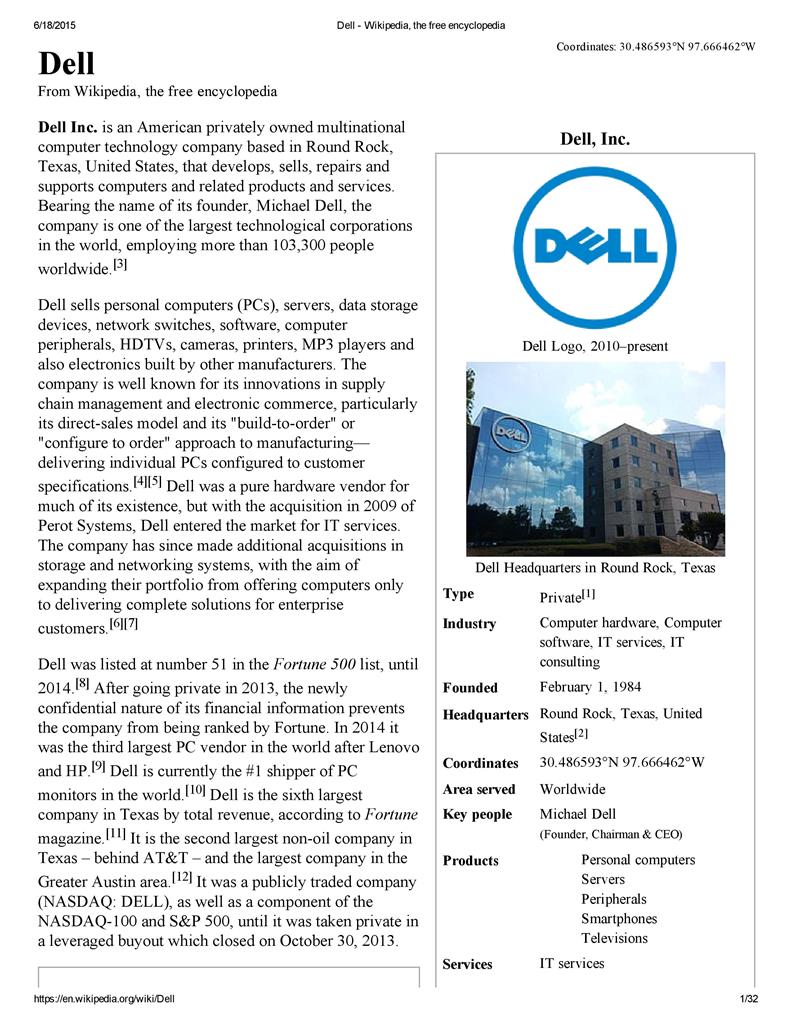 6/18/2015
Dell - Wikipedia, the free encyclopedia
Coordinates: 30.486593°N 97.666462°W
Dell
From Wikipedia, the free encyclopedia
Dell Inc. is an American privately owned multinational
computer technology company based in Round Rock,
Texas, United States, that develops, sells, repairs and
supports computers and related products and services.
Bearing the name of its founder, Michael Dell, the
company is one of the largest technological corporations
in the world, employing more than 103,300 people
worldwide.[3]
Dell sells personal computers (PCs), servers, data storage
devices, network switches, software, computer
peripherals, HDTVs, cameras, printers, MP3 players and
also electronics built by other manufacturers. The
company is well known for its innovations in supply
chain management and electronic commerce, particularly
its direct-sales model and its "build-to-order" or
"configure to order" approach to manufacturing—
delivering individual PCs configured to customer
specifications.[4][5] Dell was a pure hardware vendor for
much of its existence, but with the acquisition in 2009 of
Perot Systems, Dell entered the market for IT services.
The company has since made additional acquisitions in
storage and networking systems, with the aim of
expanding their portfolio from offering computers only
to delivering complete solutions for enterprise
customers.[6][7]
Dell was listed at number 51 in the Fortune 500 list, until
2014.[8] After going private in 2013, the newly
confidential nature of its financial information prevents
the company from being ranked by Fortune. In 2014 it
was the third largest PC vendor in the world after Lenovo
and HP.[9] Dell is currently the #1 shipper of PC
monitors in the world.[10] Dell is the sixth largest
company in Texas by total revenue, according to Fortune
magazine.[11] It is the second largest non-oil company in
Texas – behind AT&T – and the largest company in the
Greater Austin area.[12] It was a publicly traded company
(NASDAQ: DELL), as well as a component of the
NASDAQ-100 and S&P 500, until it was taken private in
a leveraged buyout which closed on October 30, 2013.
Dell, Inc.
DELL
Dell Logo, 2010–present
DELL
Dell Headquarters in Round Rock, Texas
Type Private[1]
Industry Computer hardware, Computer
software, IT services, IT
consulting
Founded February 1, 1984
Headquarters Round Rock, Texas, United
States[2]
Coordinates 30.486593°N 97.666462°W
Area served Worldwide
Key people Michael Dell
(Founder, Chairman & CEO)
Products Personal computers
Servers
Peripherals
Smartphones
Televisions
Services IT services
https://en.wikipedia.org/wiki/Dell
1/32